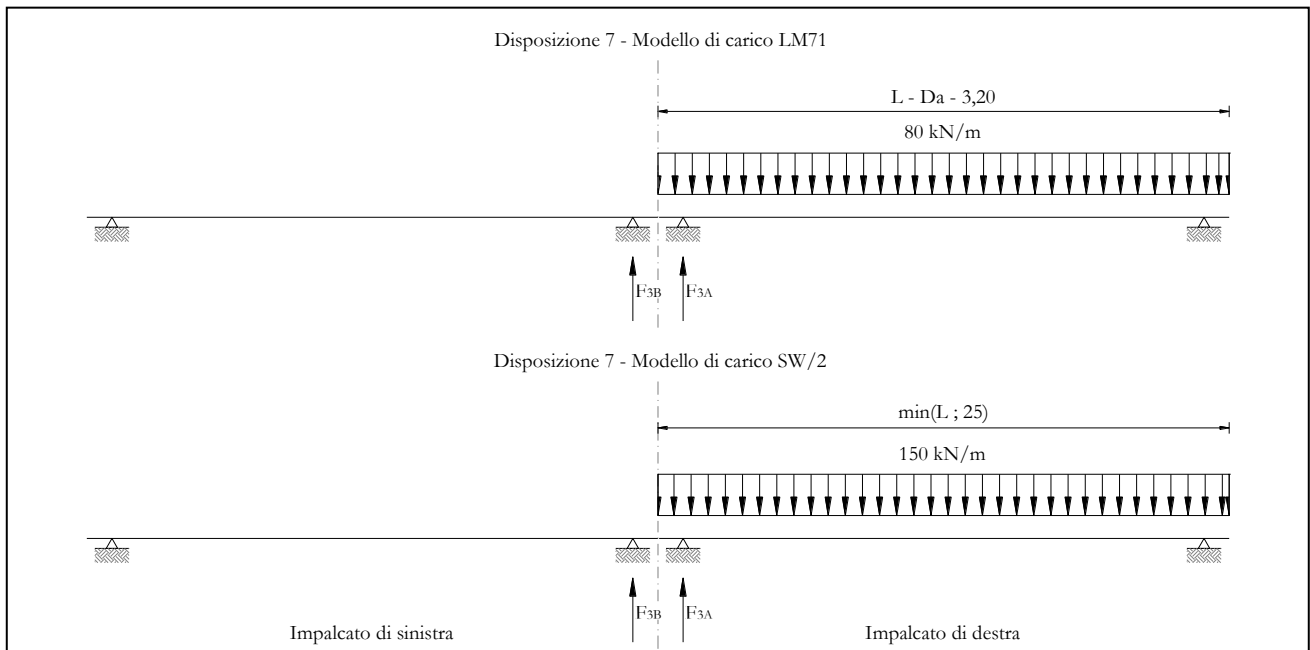 Disposizione 7 - Modello di carico LM71
L - Da - 3,20
80 kN/m
F3B F3A
Disposizione 7 - Modello di carico SW/2
min(L ; 25)
150 kN/m
F3B F3A
Impalcato di sinistra Impalcato di destra